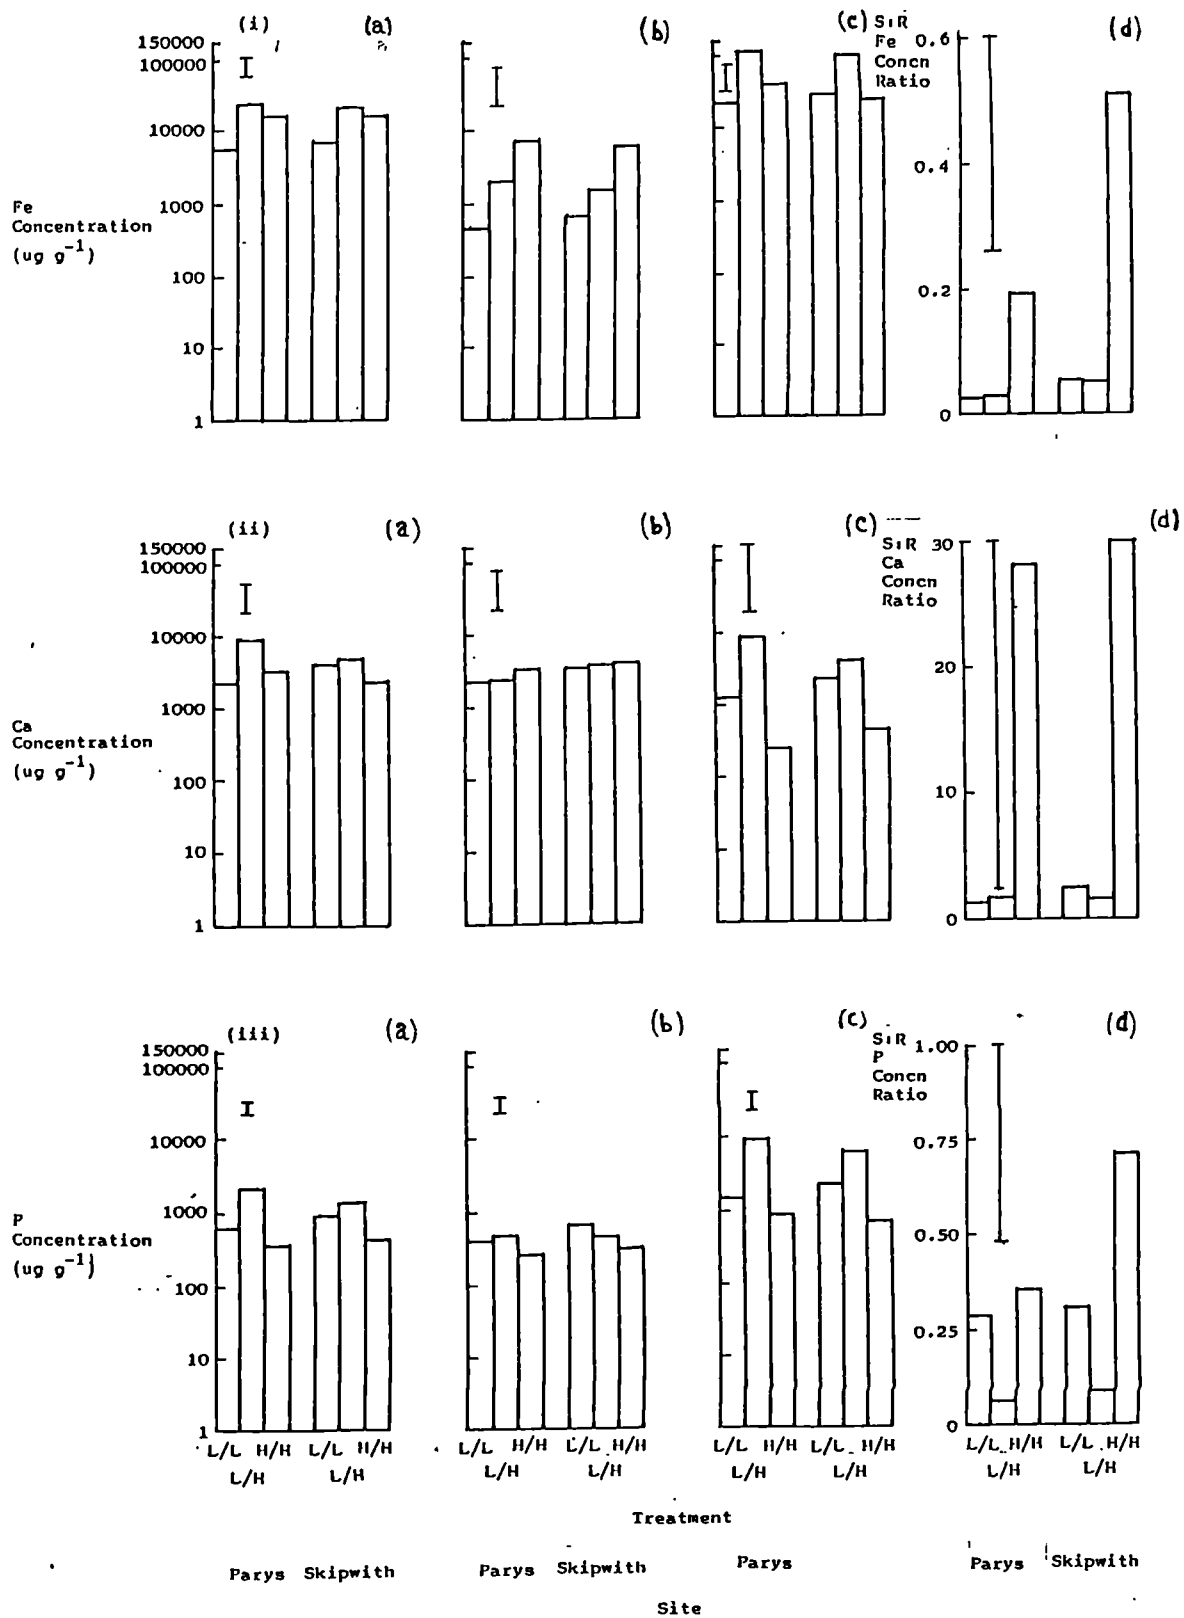 (i) (a) (b) (c) (d)
150000
100000
10000
1000
100
10
1
Fe
Concentration
(ug g⁻¹)
S:R
Fe
Concn
Ratio
0.6
0.4
0.2
0
(ii) (a) (b) (c) (d)
150000
100000
10000
1000
100
10
1
Ca
Concentration
(ug g⁻¹)
S:R
Ca
Concn
Ratio
30
20
10
0
(iii) (a) (b) (c) (d)
150000
100000
10000
1000
100
10
1
P
Concentration
(ug g⁻¹)
S:R
P
Concn
Ratio
1.00
0.75
0.50
0.25
0
L/L H/H L/L H/H L/L H/H L/L H/H L/L H/H L/L H/H L/L H/H L/L H/H
L/H L/H L/H L/H L/H L/H L/H L/H
Treatment
Parys Skipwith Parys Skipwith Parys Parys Skipwith
Site